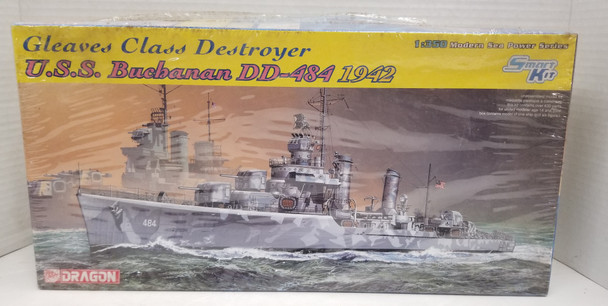 Gleaves Class Destroyer
1:350 Modern Sea Power Series
U.S.S. Buchanan DD-484 1942
Smart
Kit
484
DRAGON